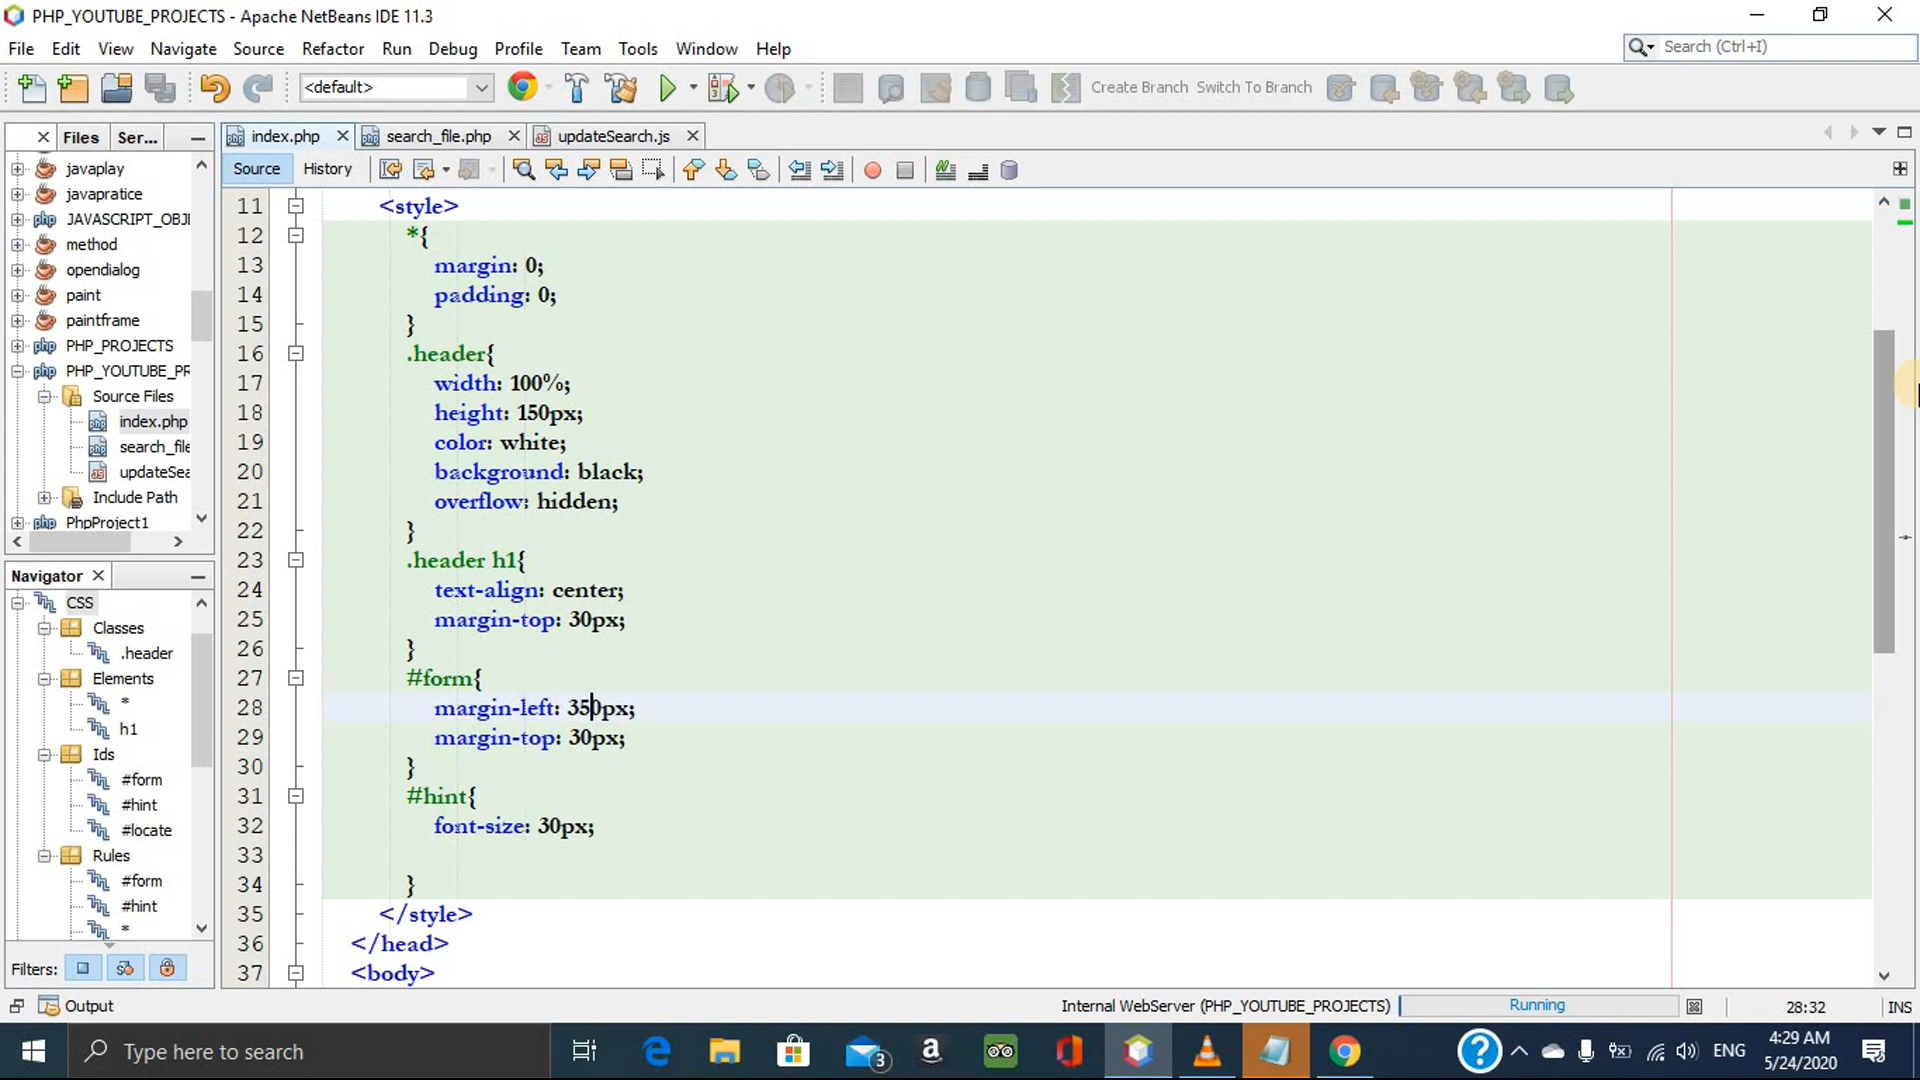 PHP_YOUTUBE_PROJECTS - Apache NetBeans IDE 11.3
File Edit View Navigate Source Refactor Run Debug Profile Team Tools Window Help
Search (Ctrl+I)
<default>
Create Branch Switch To Branch
Files Ser...
index.php search_file.php updateSearch.js
Source History
javaplay
javapratice
JAVASCRIPT_OBJ
method
opendialog
paint
paintframe
php PHP_PROJECTS
php PHP_YOUTUBE_PR
Source Files
index.php
search_file
updateSea
Include Path
php PhpProject1
Navigator
CSS
Classes
.header
Elements
*
h1
Ids
#form
#hint
#locate
Rules
#form
#hint
*
Filters:
11 <style>
12 *{
13 margin: 0;
14 padding: 0;
15 }
16 .header{
17 width: 100%;
18 height: 150px;
19 color: white;
20 background: black;
21 overflow: hidden;
22 }
23 .header h1{
24 text-align: center;
25 margin-top: 30px;
26 }
27 #form{
28 margin-left: 350px;
29 margin-top: 30px;
30 }
31 #hint{
32 font-size: 30px;
33
34 }
35 </style>
36 </head>
37 <body>
Output
Internal WebServer (PHP_YOUTUBE_PROJECTS) Running 28:32 INS
Type here to search
3
ENG
4:29 AM
5/24/2020